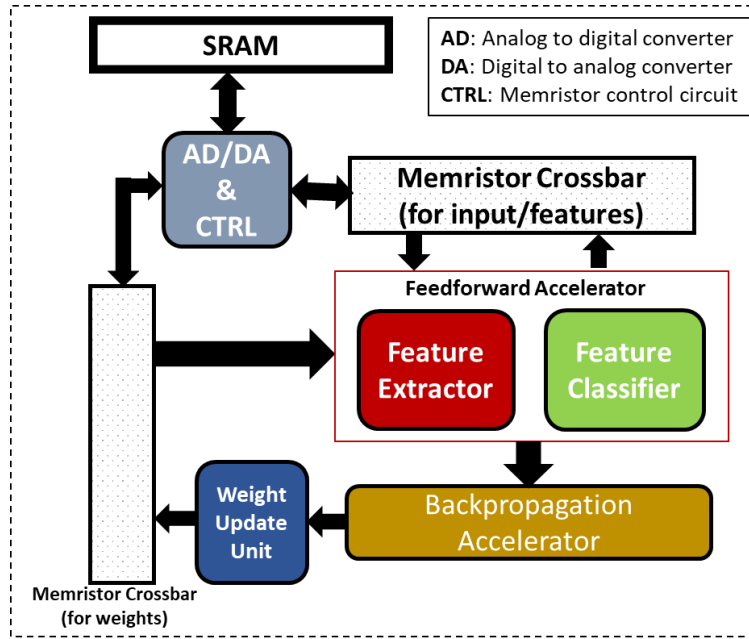 SRAM
AD: Analog to digital converter
DA: Digital to analog converter
CTRL: Memristor control circuit
AD/DA
&
CTRL
Memristor Crossbar
(for input/features)
Feedforward Accelerator
Feature
Extractor
Feature
Classifier
Weight
Update
Unit
Backpropagation
Accelerator
Memristor Crossbar
(for weights)